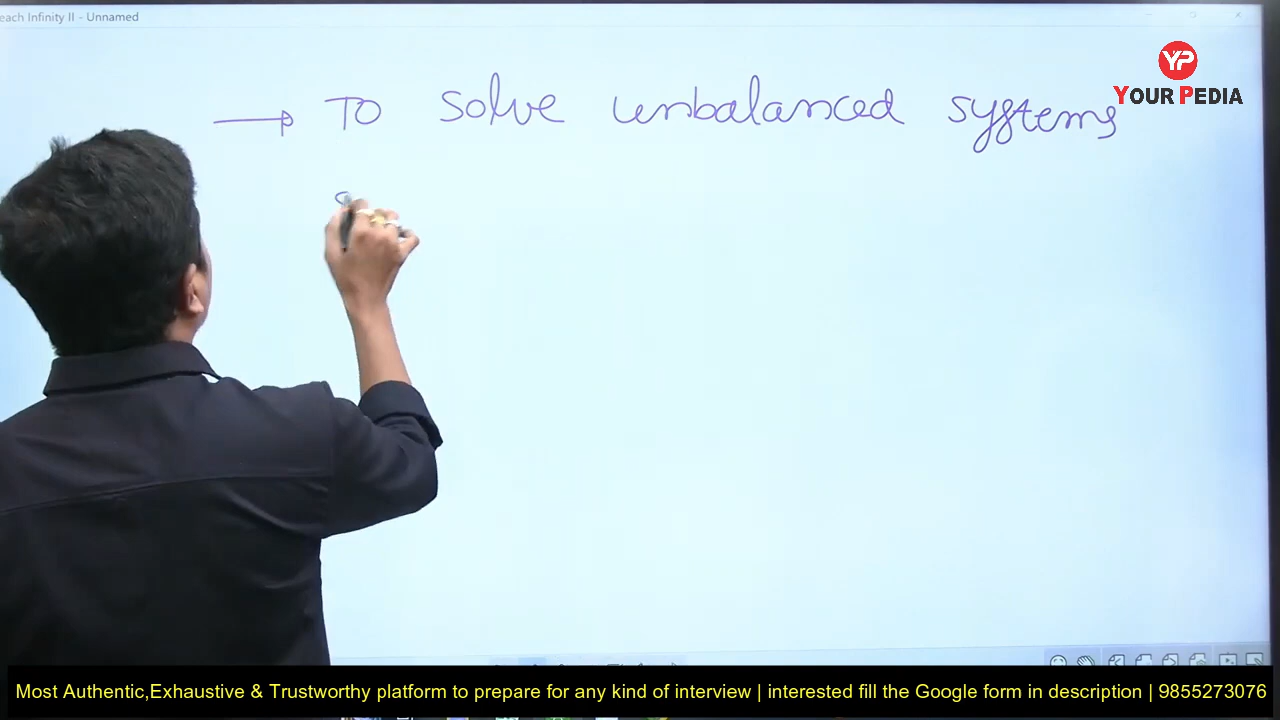 each Infinity II - Unnamed
YP
YOUR PEDIA
→ To solve unbalanced systems
Most Authentic,Exhaustive & Trustworthy platform to prepare for any kind of interview | interested fill the Google form in description | 9855273076